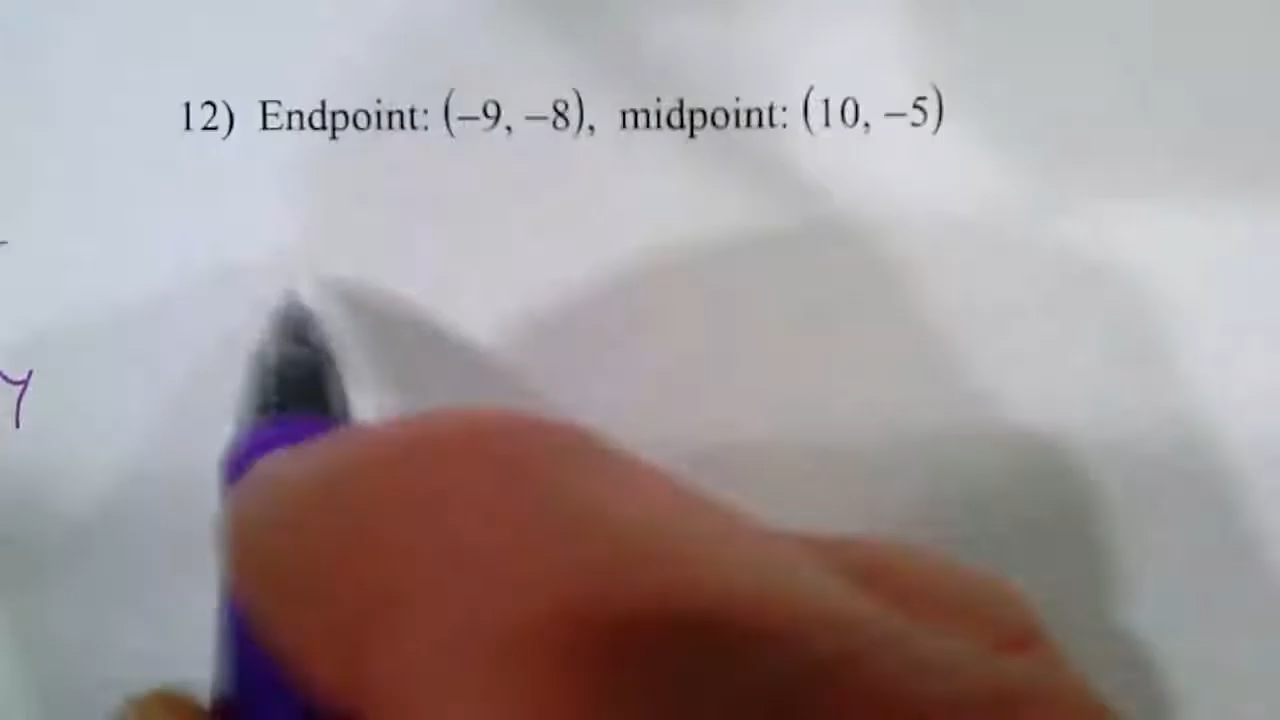 12) Endpoint: (–9, –8), midpoint: (10, –5)
y